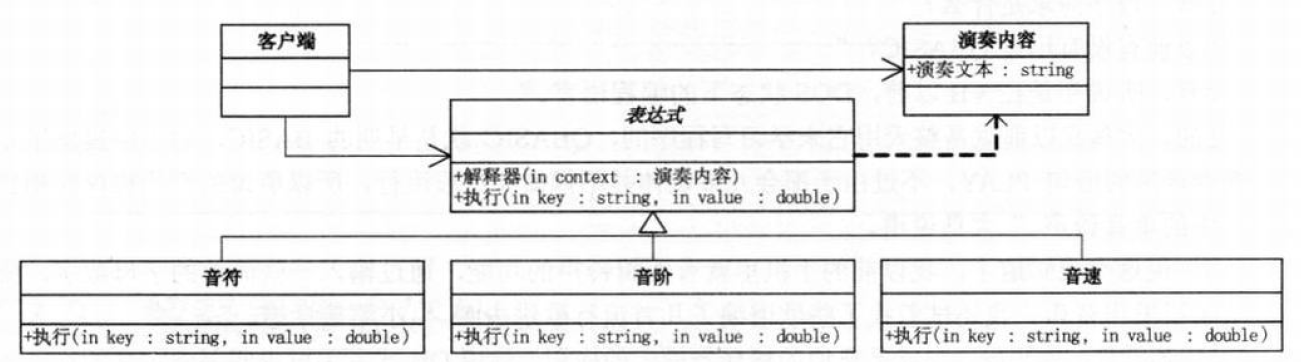 客户端
演奏内容
+演奏文本 : string
表达式
+解释器(in context : 演奏内容)
+执行(in key : string, in value : double)
音符
+执行(in key : string, in value : double)
音阶
+执行(in key : string, in value : double)
音速
+执行(in key : string, in value : double)